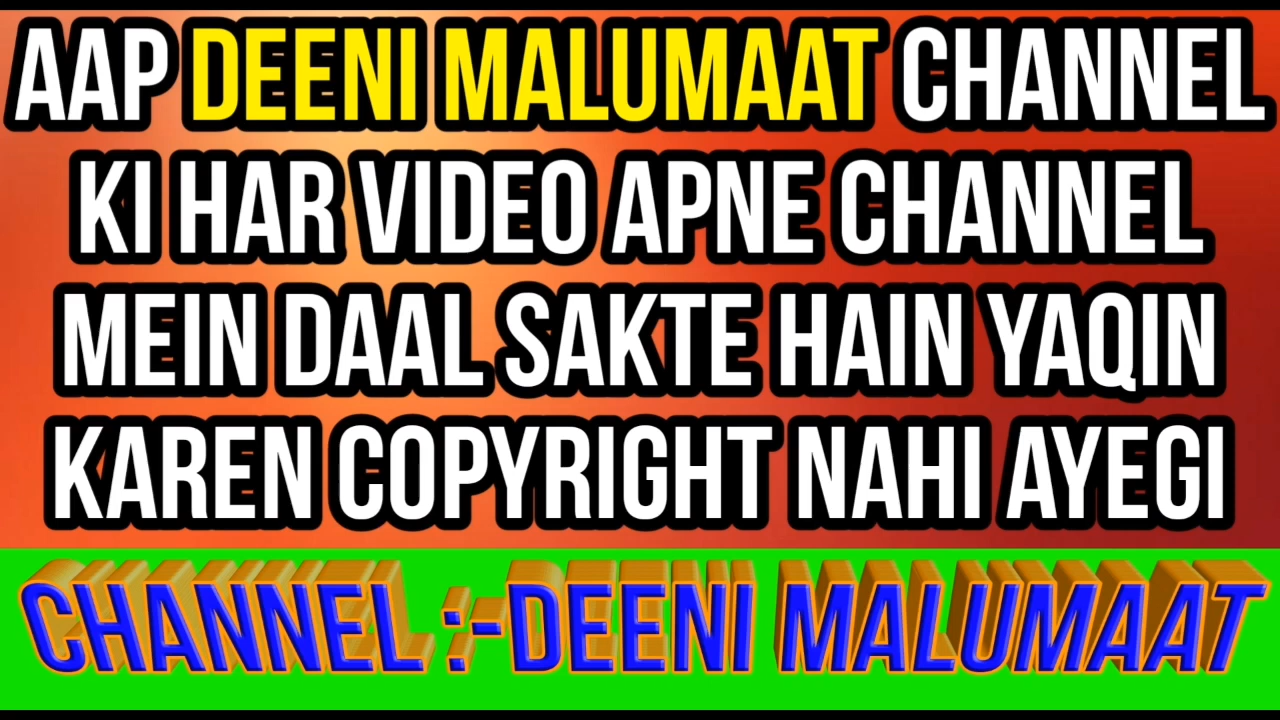 AAP DEENI MALUMAAT CHANNEL
KI HAR VIDEO APNE CHANNEL
MEIN DAAL SAKTE HAIN YAQIN
KAREN COPYRIGHT NAHI AYEGI
CHANNEL :-DEENI MALUMAAT